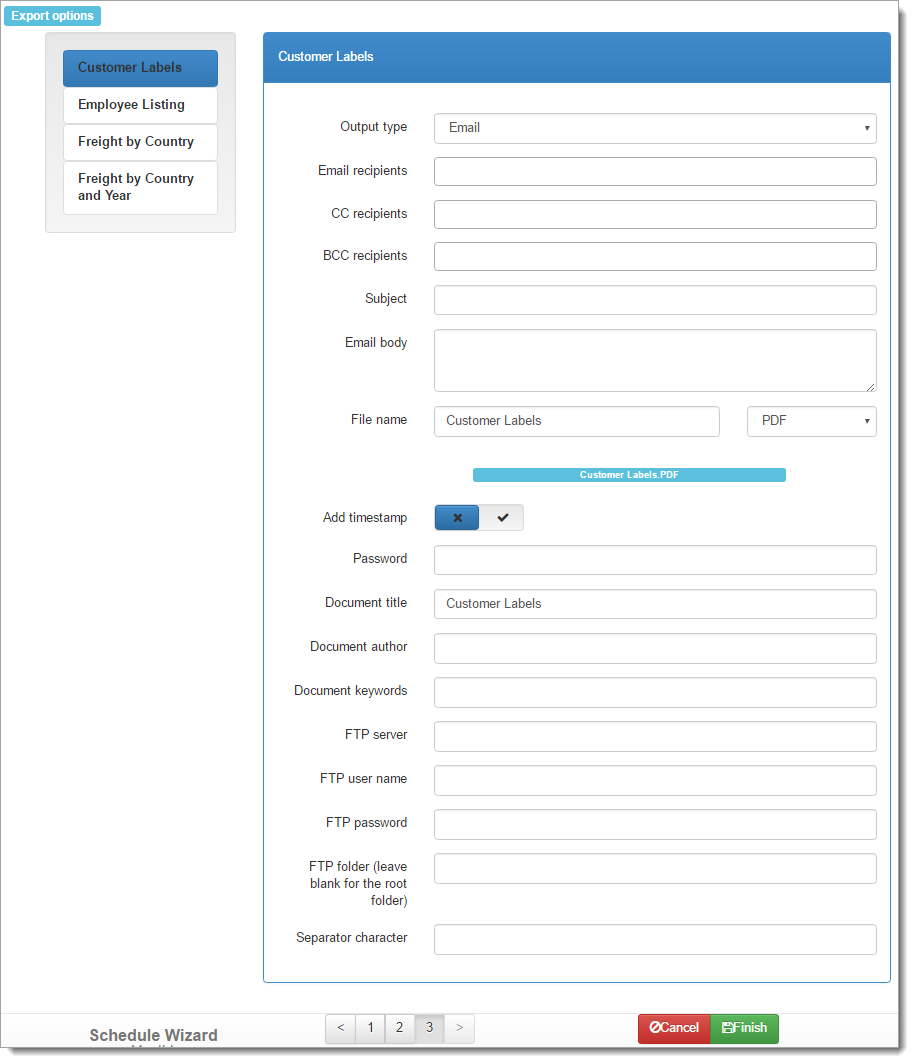 Export options
Customer Labels
Employee Listing
Freight by Country
Freight by Country
and Year
Customer Labels
Output type
Email
Email recipients
CC recipients
BCC recipients
Subject
Email body
File name
Customer Labels
PDF
Customer Labels.PDF
Add timestamp
Password
Document title
Customer Labels
Document author
Document keywords
FTP server
FTP user name
FTP password
FTP folder (leave
blank for the root
folder)
Separator character
Schedule Wizard
< 1 2 3 >
Cancel
Finish